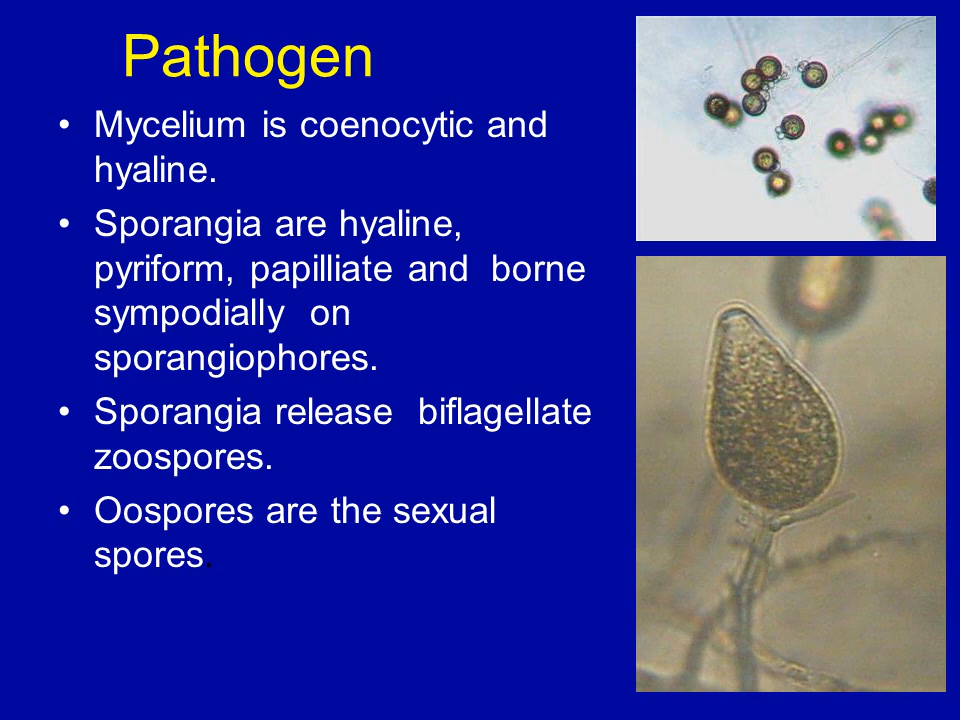 Pathogen
• Mycelium is coenocytic and
hyaline.
• Sporangia are hyaline,
pyriform, papilliate and borne
sympodially on
sporangiophores.
• Sporangia release biflagellate
zoospores.
• Oospores are the sexual
spores.